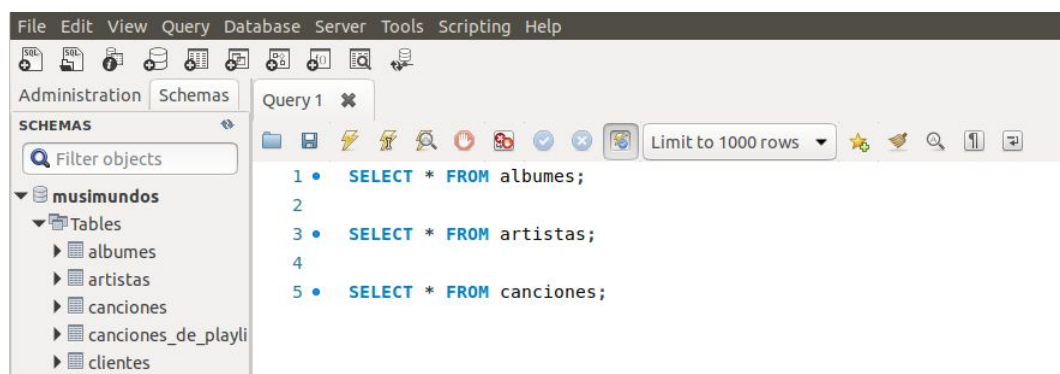 File Edit View Query Database Server Tools Scripting Help
Administration Schemas
Query 1
SCHEMAS
Limit to 1000 rows
Filter objects
musimundos
Tables
albumes
artistas
canciones
canciones_de_playli
clientes
1 SELECT * FROM albumes;
2
3 SELECT * FROM artistas;
4
5 SELECT * FROM canciones;